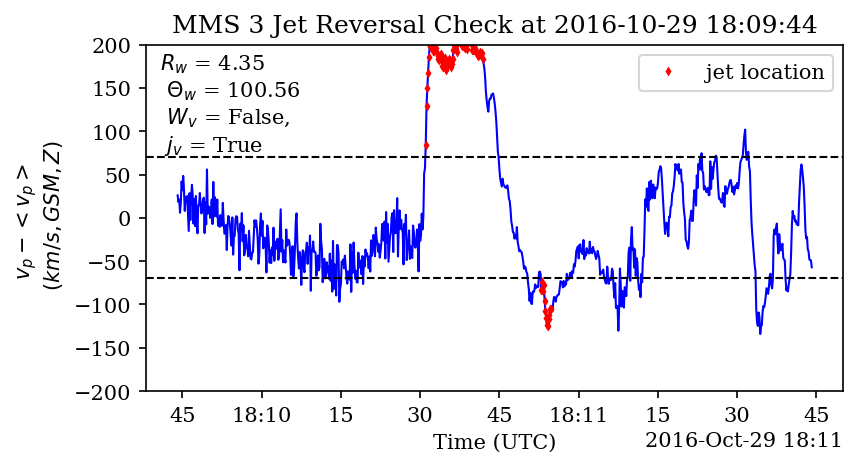 MMS 3 Jet Reversal Check at 2016-10-29 18:09:44
R_w = 4.35
Θ_w = 100.56
W_v = False,
j_v = True
jet location
v_p − < v_p >
(km/s, GSM, Z)
200
150
100
50
0
−50
−100
−150
−200
45 18:10 15 30 45 18:11 15 30 45
Time (UTC)
2016-Oct-29 18:11